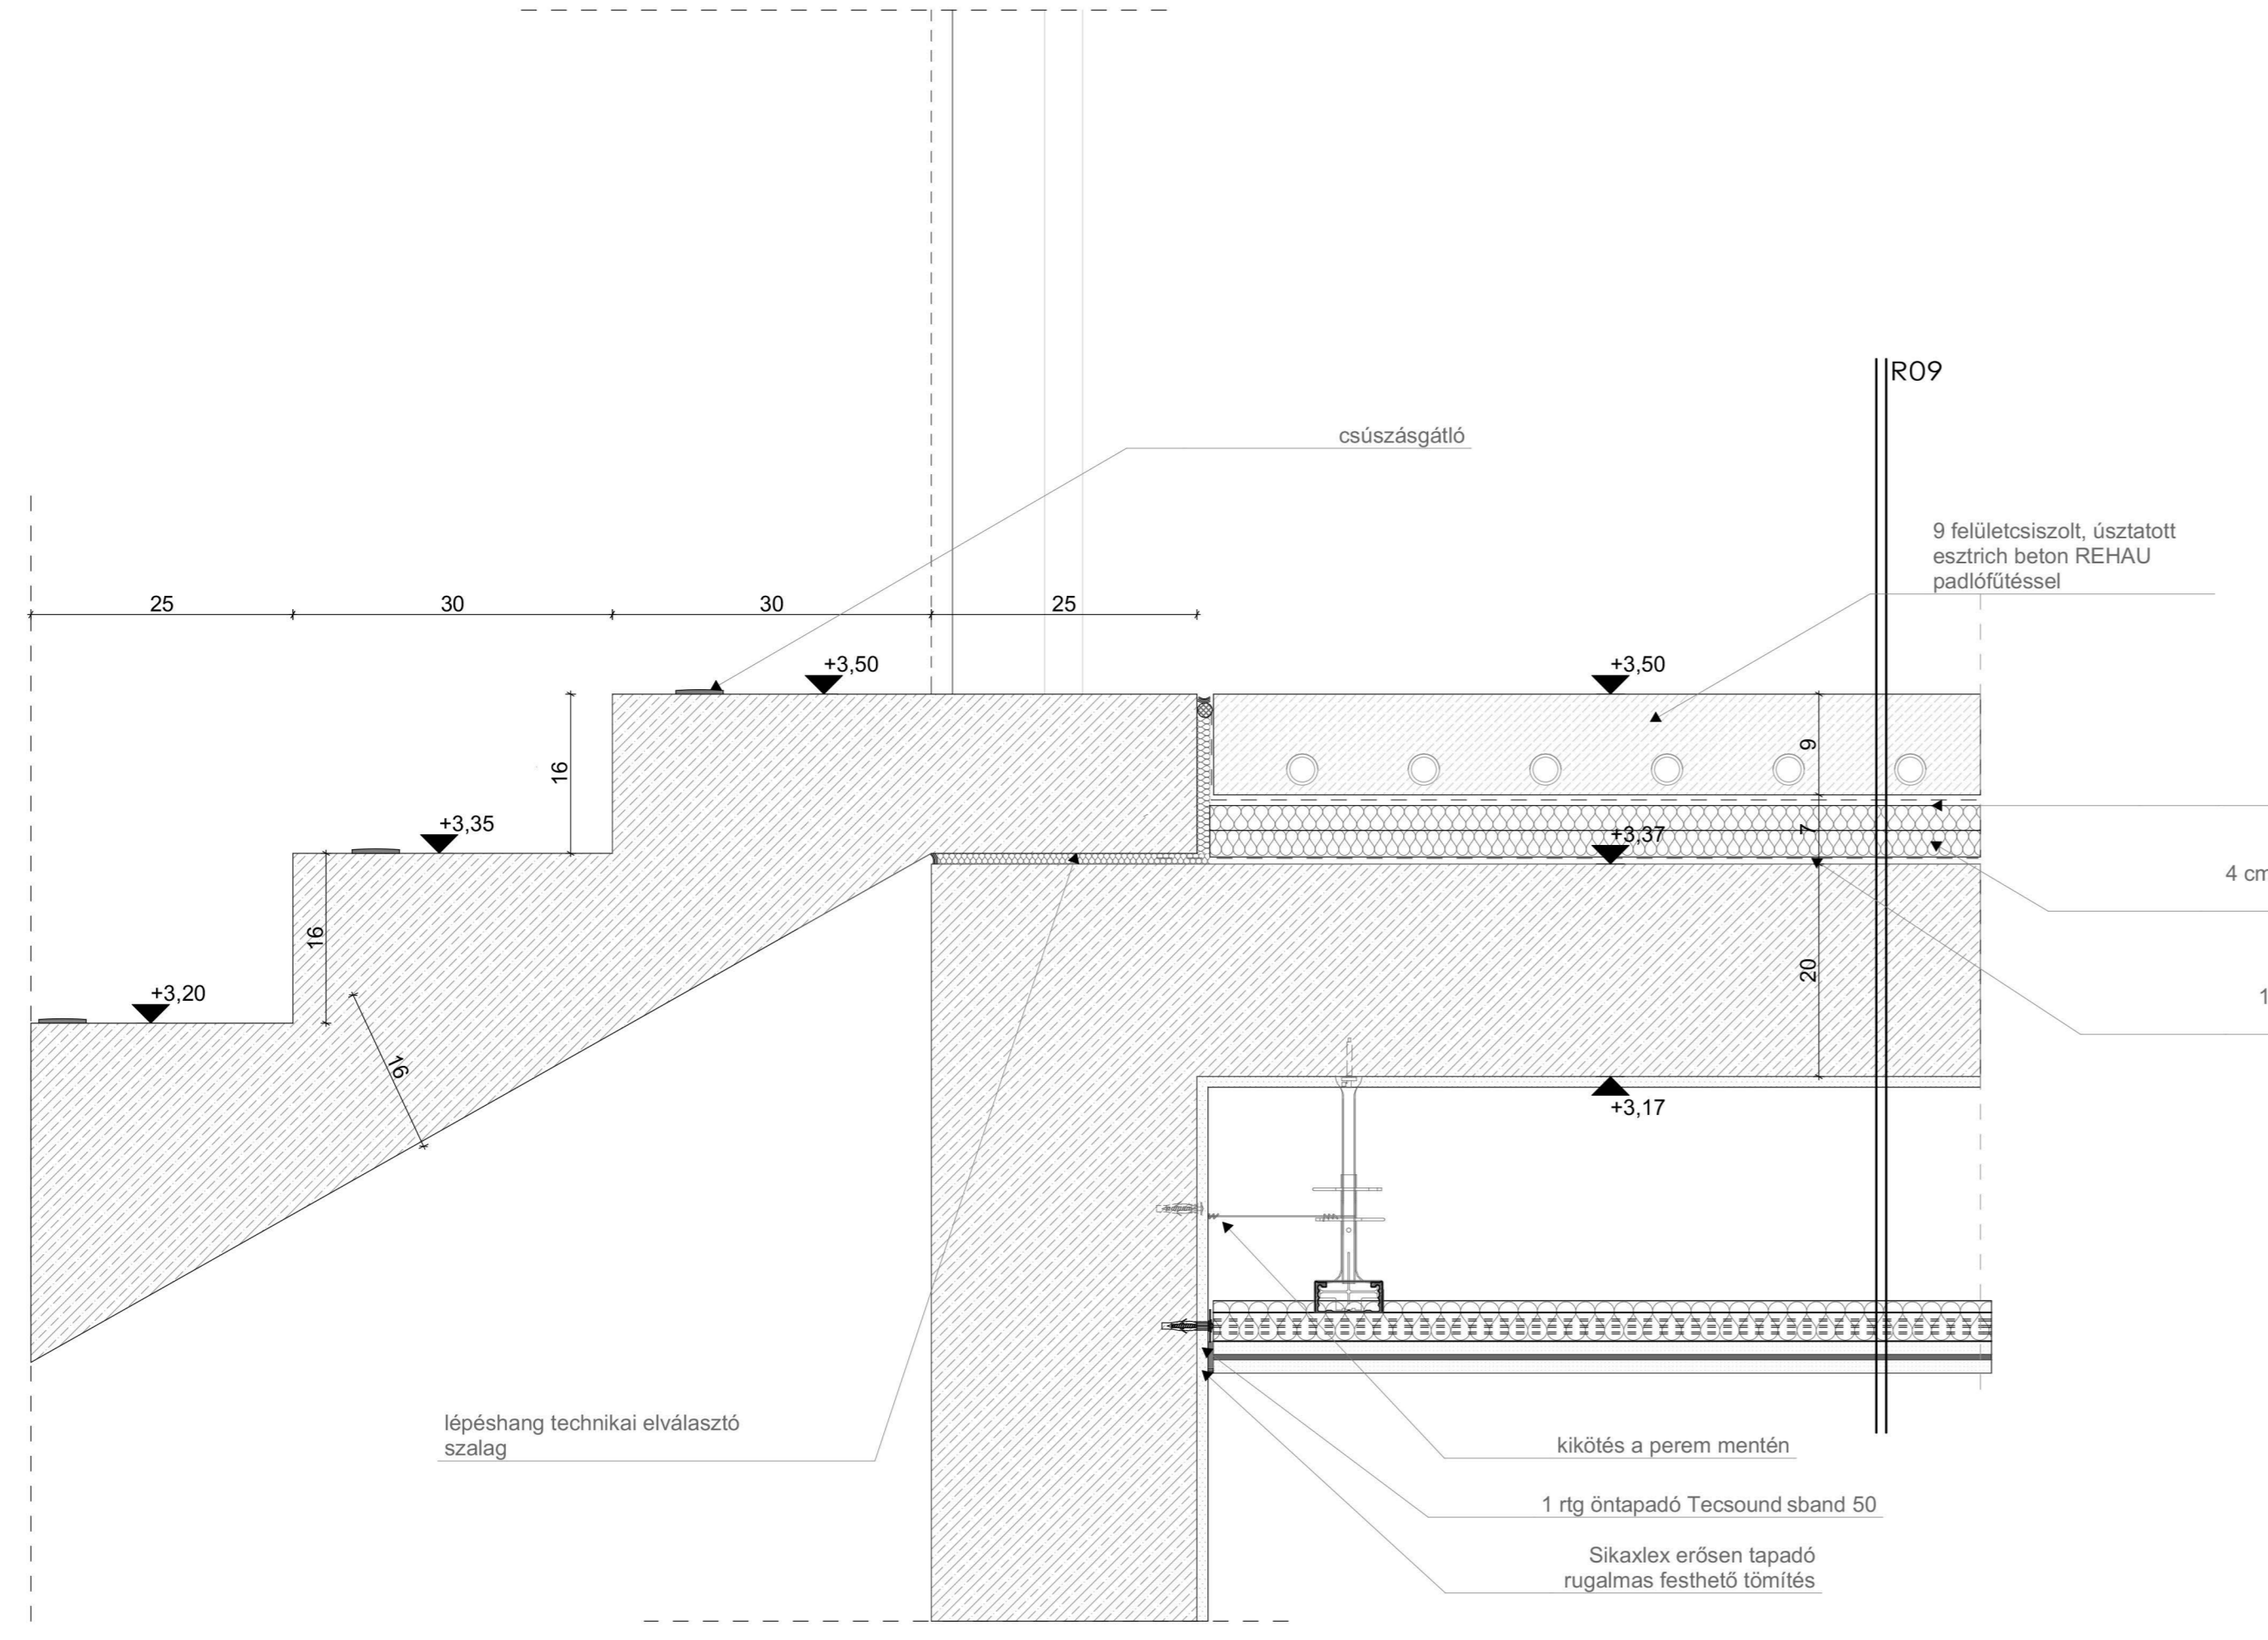 R09
csúszásgátló
9 felületcsiszolt, úsztatott
esztrich beton REHAU
padlófűtéssel
25
30
30
25
+3,50
+3,50
9
16
+3,35
7
+3,37
4 cm
16
20
1
+3,20
16
+3,17
lépéshang technikai elválasztó
szalag
kikötés a perem mentén
1 rtg öntapadó Tecsound sband 50
Sikaxlex erősen tapadó
rugalmas festhető tömítés